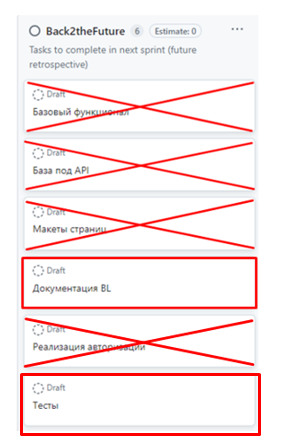 Back2theFuture 6 Estimate: 0 ...
Tasks to complete in next sprint (future
retrospective)
Draft
Базовый функционал
Draft
База под API
Draft
Макеты страниц
Draft
Документация BL
Draft
Реализация авторизации
Draft
Тесты